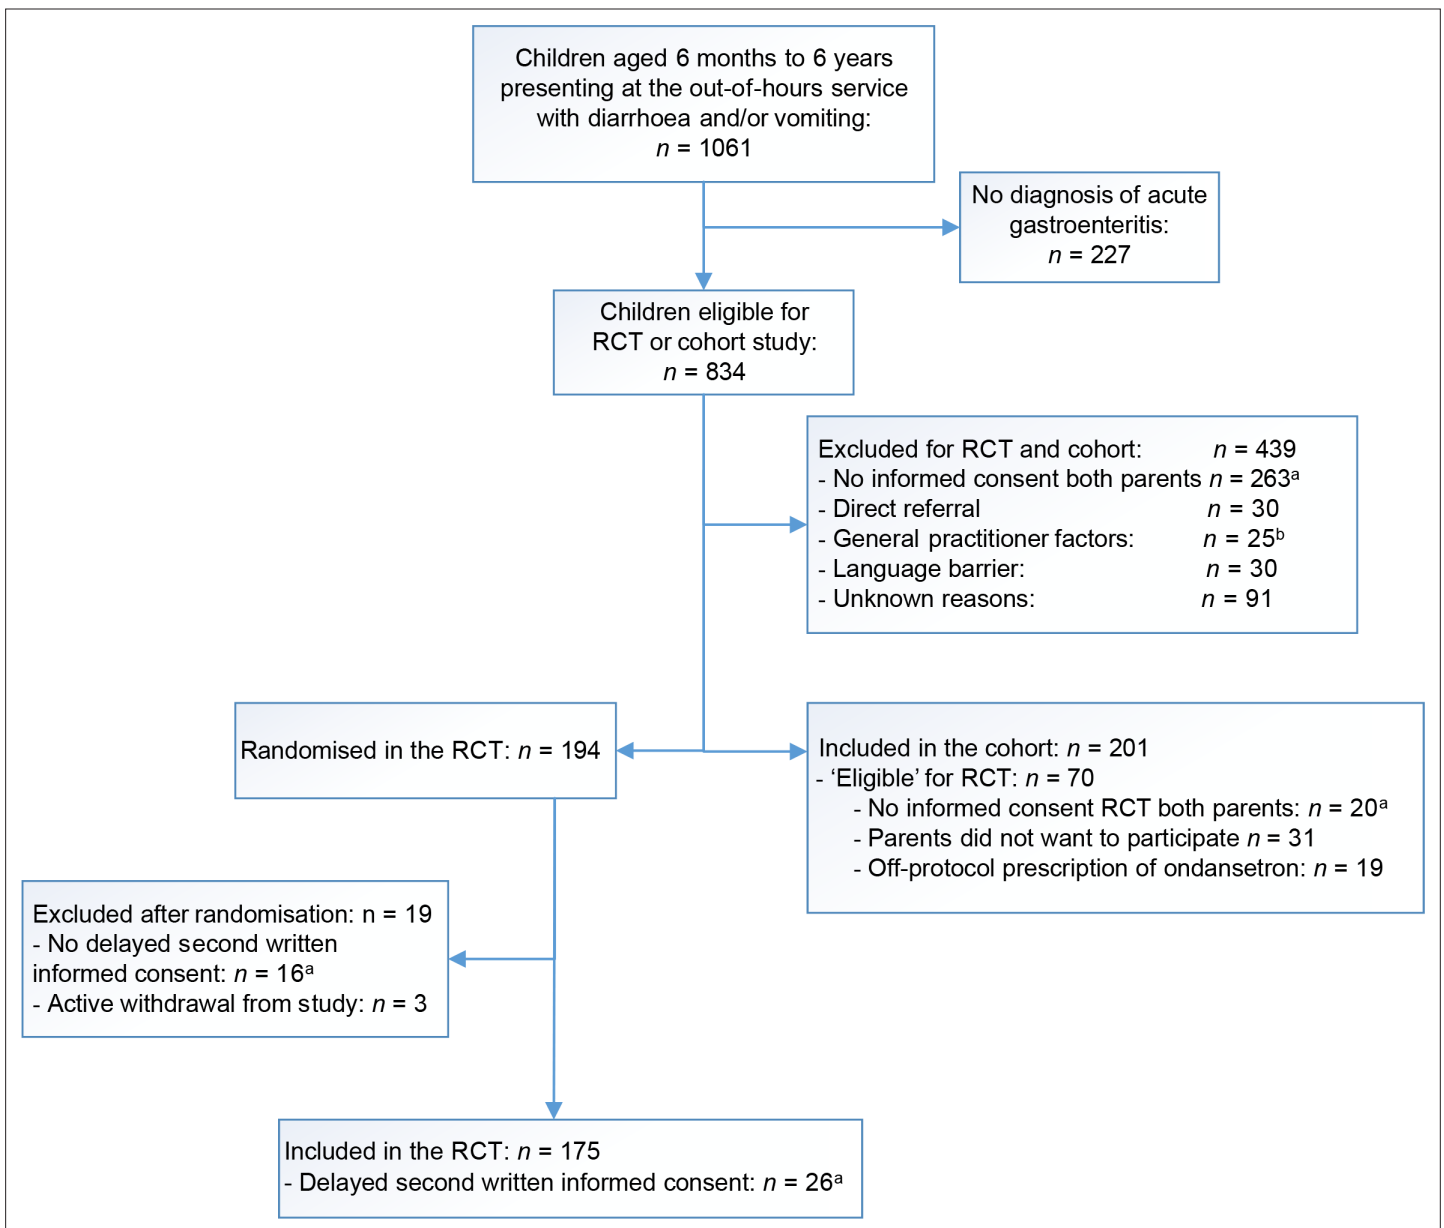 Children aged 6 months to 6 years
presenting at the out-of-hours service
with diarrhoea and/or vomiting:
n = 1061
No diagnosis of acute
gastroenteritis:
n = 227
Children eligible for
RCT or cohort study:
n = 834
Excluded for RCT and cohort: n = 439
- No informed consent both parents n = 263ᵃ
- Direct referral n = 30
- General practitioner factors: n = 25ᵇ
- Language barrier: n = 30
- Unknown reasons: n = 91
Randomised in the RCT: n = 194
Included in the cohort: n = 201
- ‘Eligible’ for RCT: n = 70
- No informed consent RCT both parents: n = 20ᵃ
- Parents did not want to participate n = 31
- Off-protocol prescription of ondansetron: n = 19
Excluded after randomisation: n = 19
- No delayed second written
informed consent: n = 16ᵃ
- Active withdrawal from study: n = 3
Included in the RCT: n = 175
- Delayed second written informed consent: n = 26ᵃ